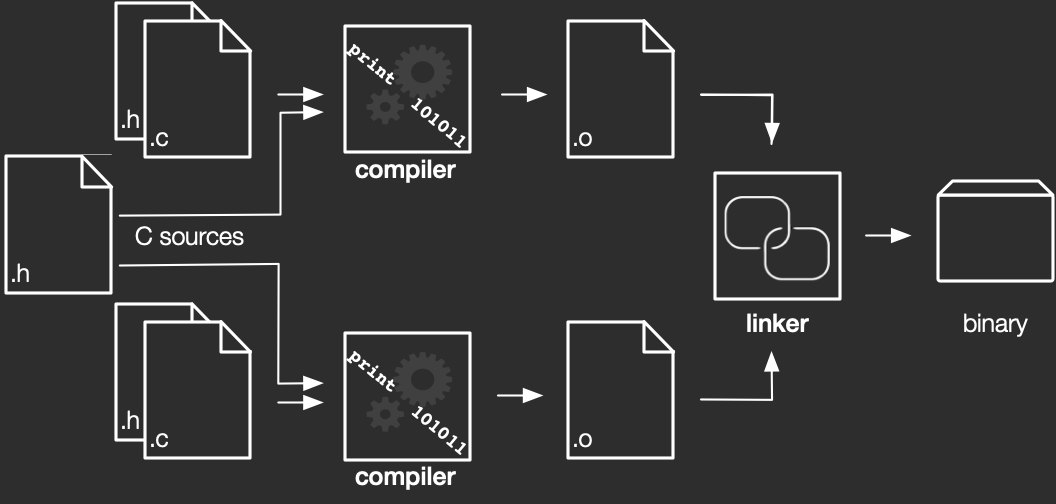 .h
.c
print
101011
compiler
.o
.h
C sources
linker
binary
.h
.c
print
101011
compiler
.o